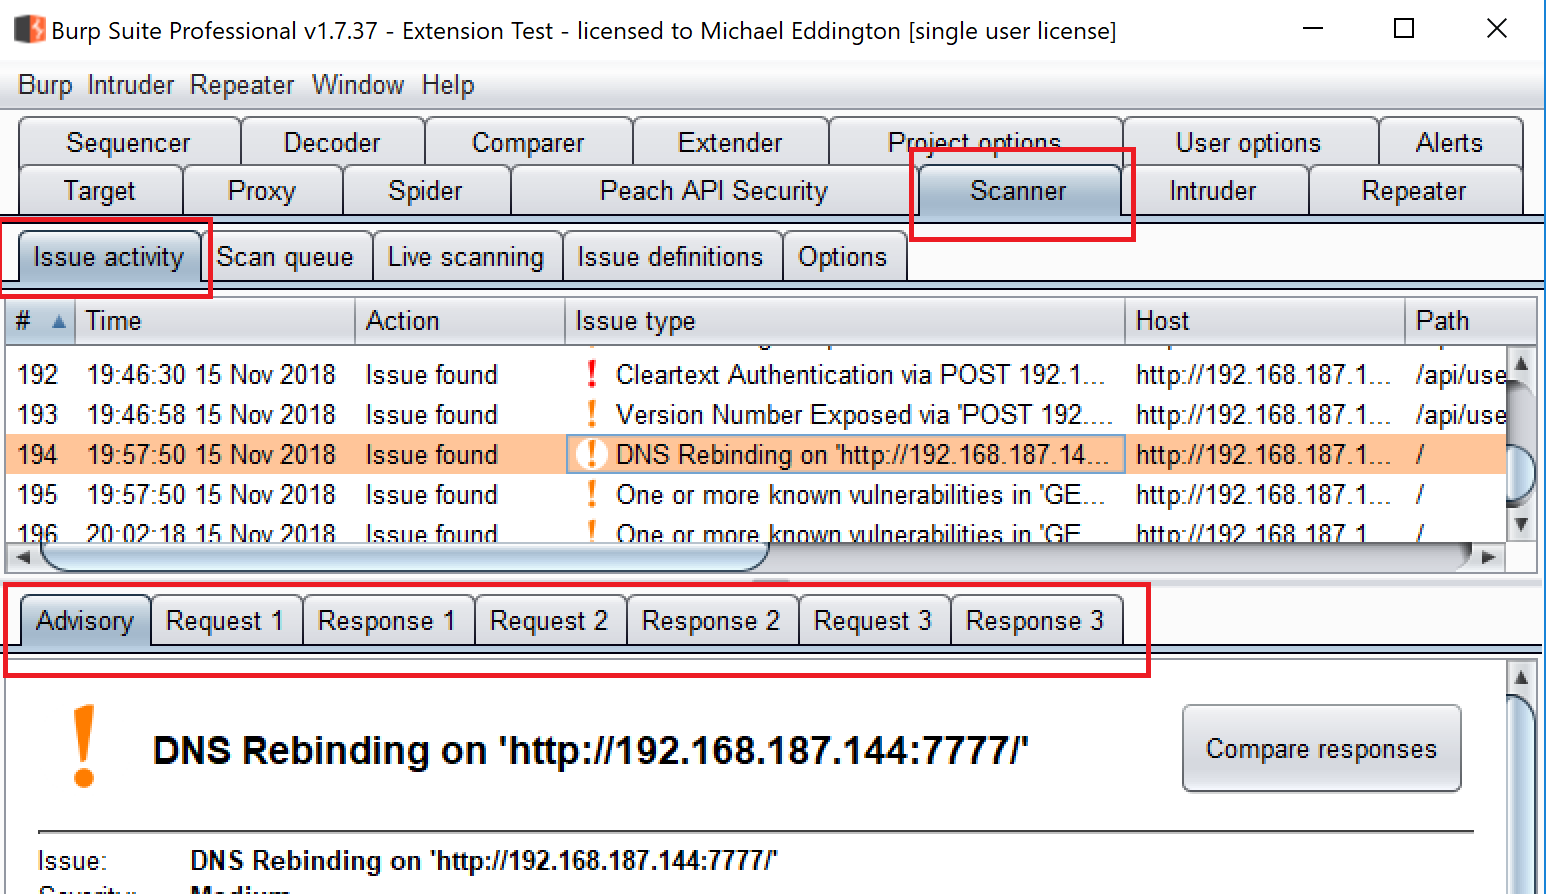 Burp Suite Professional v1.7.37 - Extension Test - licensed to Michael Eddington [single user license]
Burp Intruder Repeater Window Help
Sequencer Decoder Comparer Extender Project options User options Alerts
Target Proxy Spider Peach API Security Scanner Intruder Repeater
Issue activity Scan queue Live scanning Issue definitions Options
# Time Action Issue type Host Path
192 19:46:30 15 Nov 2018 Issue found Cleartext Authentication via POST 192.1... http://192.168.187.1... /api/use
193 19:46:58 15 Nov 2018 Issue found Version Number Exposed via 'POST 192.... http://192.168.187.1... /api/use
194 19:57:50 15 Nov 2018 Issue found DNS Rebinding on 'http://192.168.187.14... http://192.168.187.1... /
195 19:57:50 15 Nov 2018 Issue found One or more known vulnerabilities in 'GE... http://192.168.187.1... /
196 20:02:18 15 Nov 2018 Issue found One or more known vulnerabilities in 'GE http://192.168.187.1 /
Advisory Request 1 Response 1 Request 2 Response 2 Request 3 Response 3
DNS Rebinding on 'http://192.168.187.144:7777/'
Compare responses
Issue: DNS Rebinding on 'http://192.168.187.144:7777/'
Severity: Medium